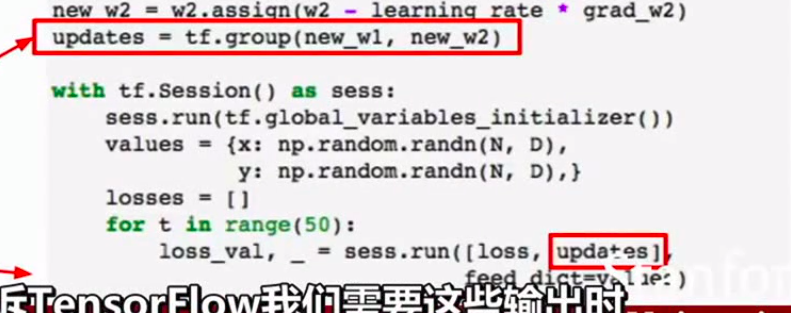 new_w2 = w2.assign(w2 - learning_rate * grad_w2)
updates = tf.group(new_w1, new_w2)
with tf.Session() as sess:
sess.run(tf.global_variables_initializer())
values = {x: np.random.randn(N, D),
y: np.random.randn(N, D),}
losses = []
for t in range(50):
loss_val, _ = sess.run([loss, updates],
feed_dict=values)
TensorFlow我们需要这些输出时